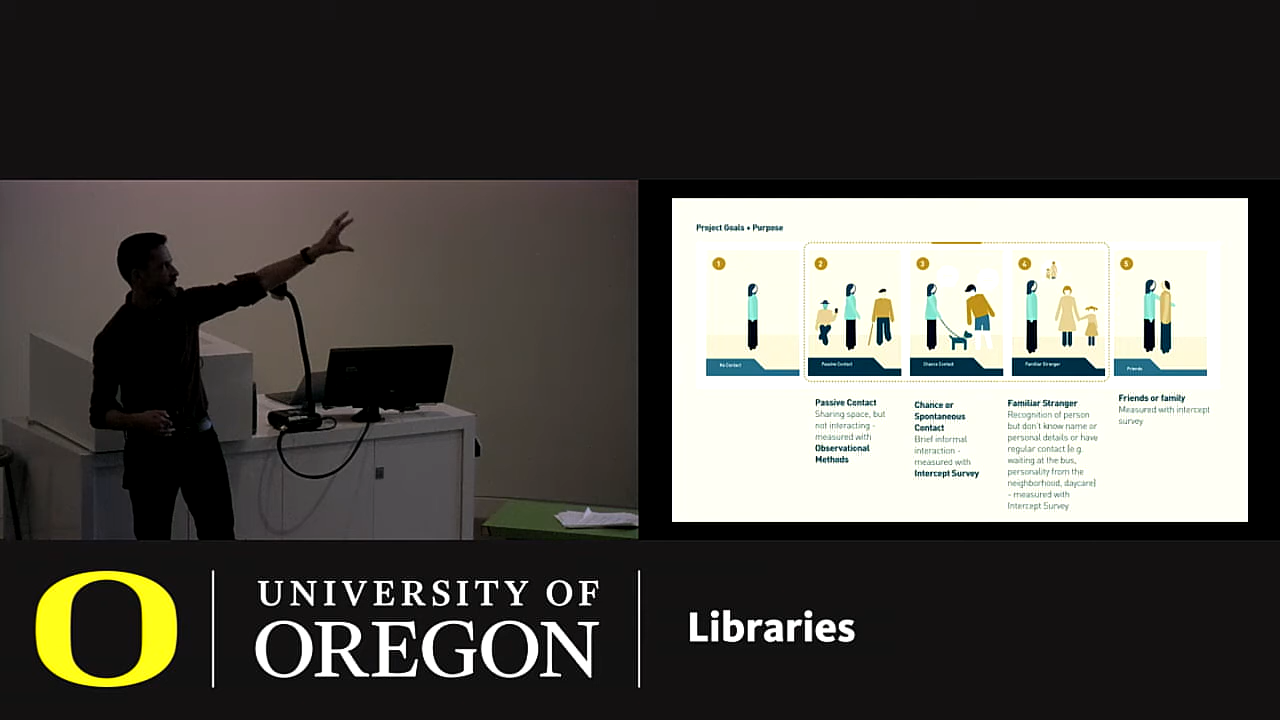 Project Goals + Purpose
1
2
3
4
5
No Contact
Passive Contact
Chance Contact
Familiar Stranger
Friends
Passive Contact
Sharing space, but
not interacting -
measured with
Observational
Methods
Chance or
Spontaneous
Contact
Brief informal
interaction -
measured with
Intercept Survey
Familiar Stranger
Recognition of person
but don't know name or
personal details or have
regular contact (e.g.
waiting at the bus,
personality from the
neighborhood, daycare)
- measured with
Intercept Survey
Friends or family
Measured with intercept
survey
O
UNIVERSITY OF
OREGON
Libraries